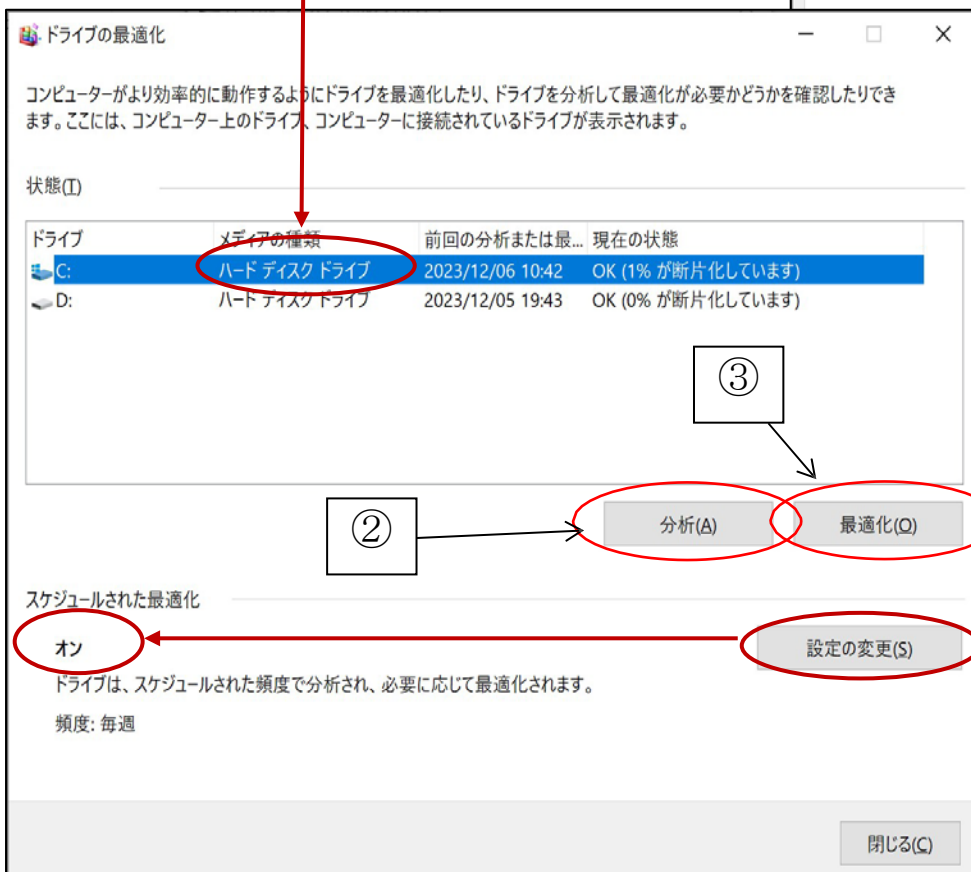 ドライブの最適化
コンピューターがより効率的に動作するようにドライブを最適化したり、ドライブを分析して最適化が必要かどうかを確認したりでき
ます。ここには、コンピューター上のドライブ、コンピューターに接続されているドライブが表示されます。
状態(T)
ドライブ メディアの種類 前回の分析または最... 現在の状態
C: ハード ディスク ドライブ 2023/12/06 10:42 OK (1% が断片化しています)
D: ハード ディスク ドライブ 2023/12/05 19:43 OK (0% が断片化しています)
③
②
分析(A) 最適化(O)
スケジュールされた最適化
オン 設定の変更(S)
ドライブは、スケジュールされた頻度で分析され、必要に応じて最適化されます。
頻度: 毎週
閉じる(C)